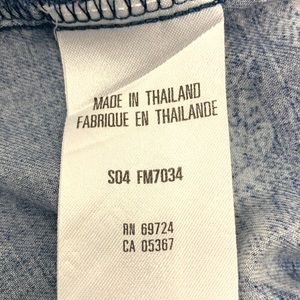 MADE IN THAILAND
FABRIQUE EN THAILANDE
S04 FM7034
RN 69724
CA 05367